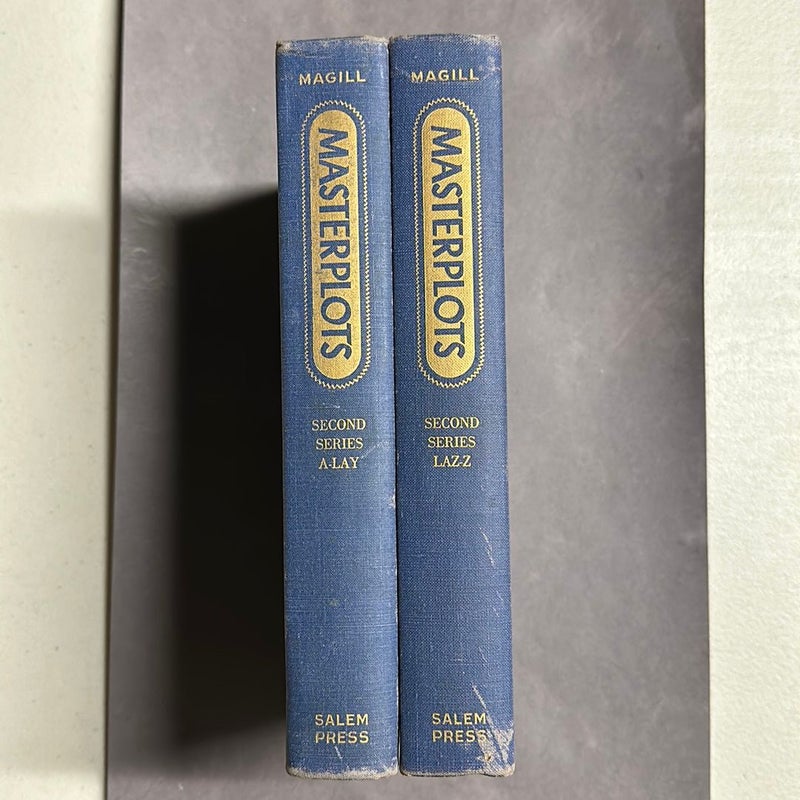 MAGILL
MASTERPLOTS
SECOND
SERIES
A-LAY
SALEM
PRESS
MAGILL
MASTERPLOTS
SECOND
SERIES
LAZ-Z
SALEM
PRESS